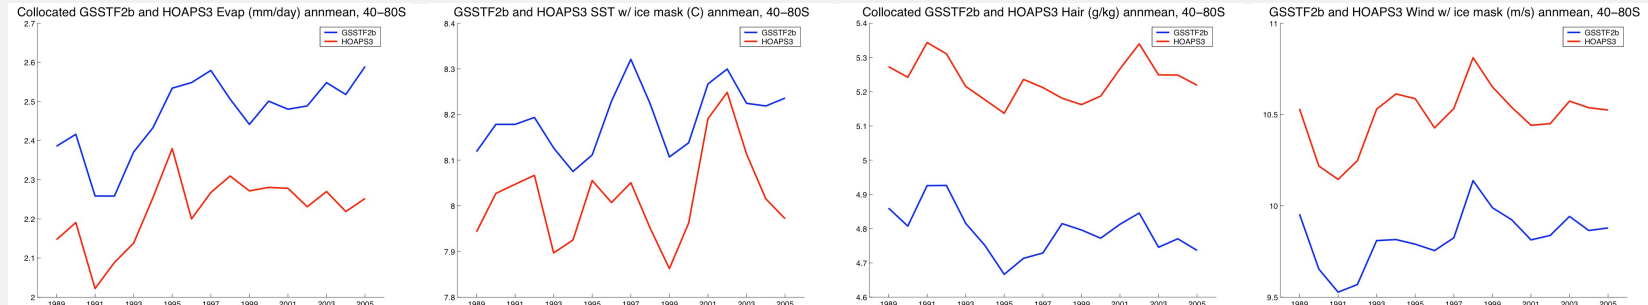 Collocated GSSTF2b and HOAPS3 Evap (mm/day) annmean, 40−80S
2.7
2.6
2.5
2.4
2.3
2.2
2.1
2
1989 1991 1993 1995 1997 1999 2001 2003 2005
GSSTF2b
HOAPS3
GSSTF2b and HOAPS3 SST w/ ice mask (C) annmean, 40−80S
8.4
8.3
8.2
8.1
8
7.9
7.8
1989 1991 1993 1995 1997 1999 2001 2003 2005
GSSTF2b
HOAPS3
Collocated GSSTF2b and HOAPS3 Hair (g/kg) annmean, 40−80S
5.4
5.3
5.2
5.1
5
4.9
4.8
4.7
4.6
1989 1991 1993 1995 1997 1999 2001 2003 2005
GSSTF2b
HOAPS3
GSSTF2b and HOAPS3 Wind w/ ice mask (m/s) annmean, 40−80S
11
10.5
10
9.5
1989 1991 1993 1995 1997 1999 2001 2003 2005
GSSTF2b
HOAPS3